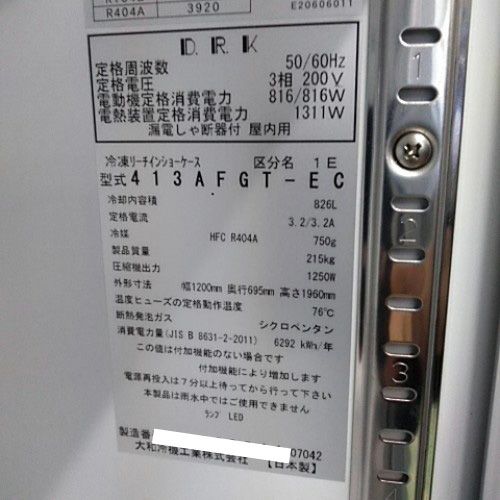 R404A 3920
E20606011
D.R.K
定格周波数 50/60Hz
定格電圧 3相 200V
電動機定格消費電力 816/816W
電熱装置定格消費電力 1311W
漏電しゃ断器付 屋内用
冷凍リーチインショーケース 区分名 1E
型式 413AFGT-EC
冷却内容積 826L
定格電流 3.2/3.2A
冷媒 HFC R404A 750g
製品質量 215kg
圧縮機出力 1250W
外形寸法 幅1200mm 奥行695mm 高さ1960mm
温度ヒューズの定格動作温度 76℃
断熱発泡ガス シクロペンタン
消費電力量(JIS B 8631-2-2011) 6292 kWh/年
この値は付加機能のない場合です
付加機能により増加します
電源再投入は7分以上待ってから行って下さい
本製品は雨水中ではご使用できません
ランプ LED
製造番 07042
大和冷機工業株式会社 【日本製】
1
2
3
4